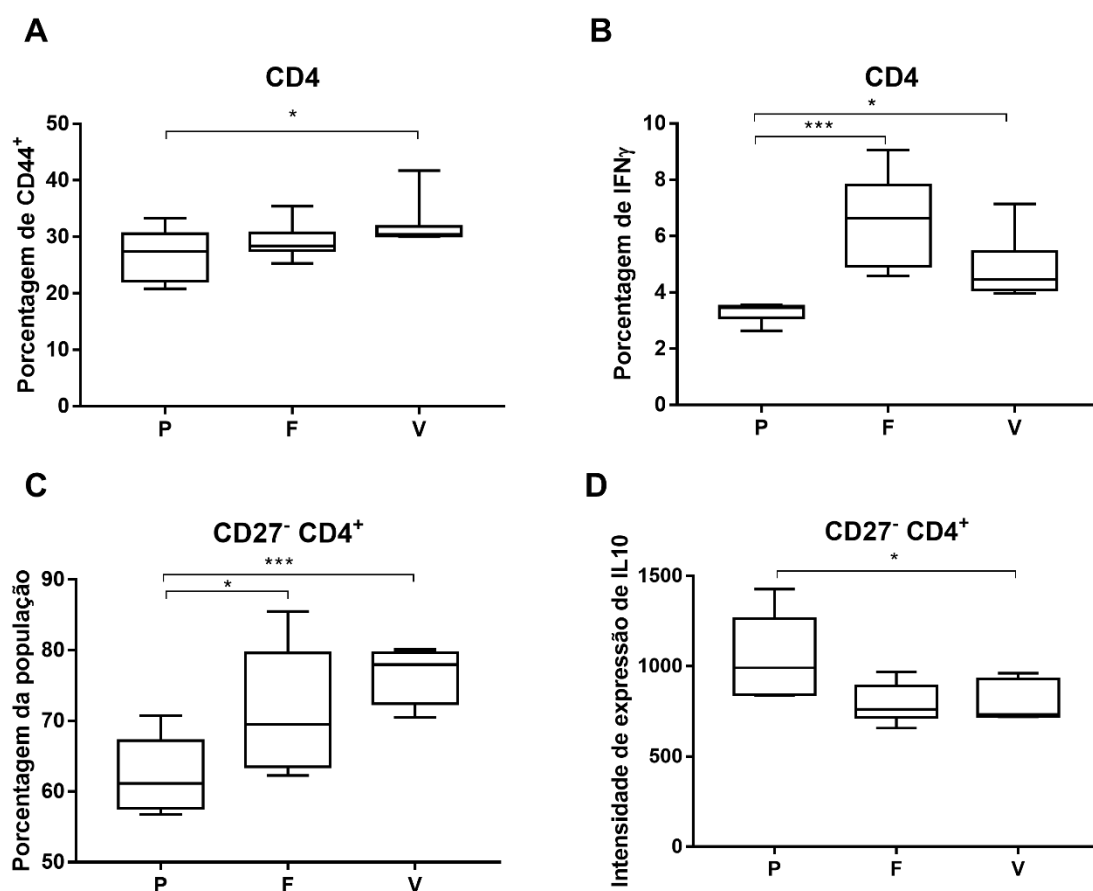 A
CD4
Porcentagem de CD44⁺
50
40
30
20
10
0
*
P F V
B
CD4
Porcentagem de IFNγ
10
8
6
4
2
0
*
***
P F V
C
CD27⁻ CD4⁺
Porcentagem da população
90
80
70
60
50
***
*
P F V
D
CD27⁻ CD4⁺
Intensidade de expressão de IL10
1500
1000
500
0
*
P F V